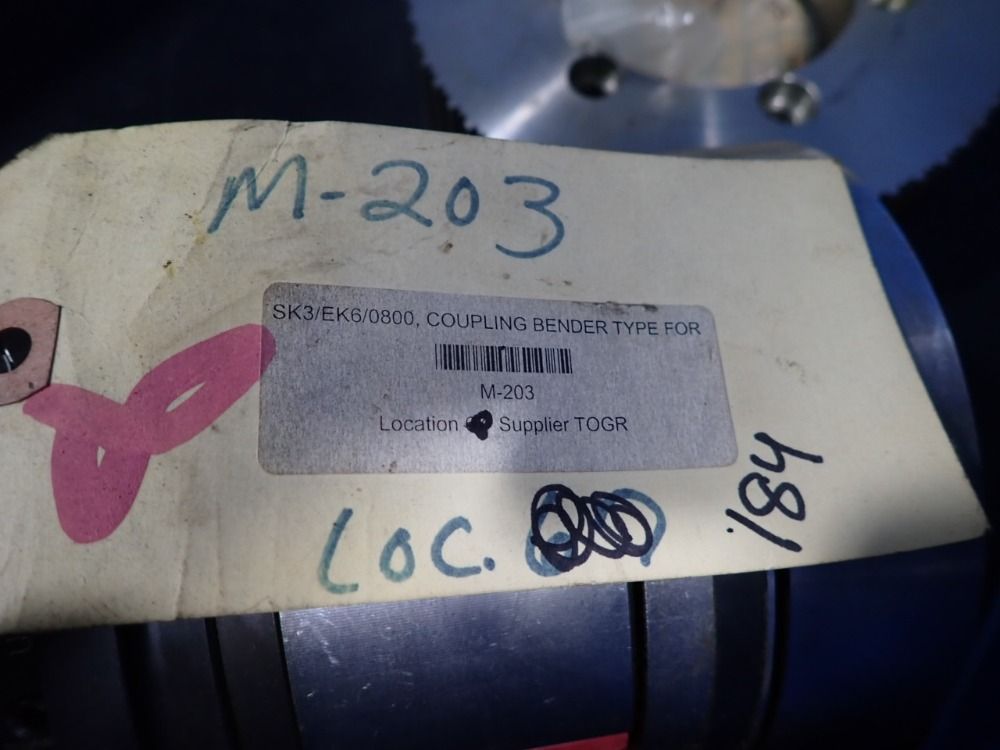 M-203
SK3/EK6/0800, COUPLING BENDER TYPE FOR
M-203
Location Supplier TOGR
LOC.
184